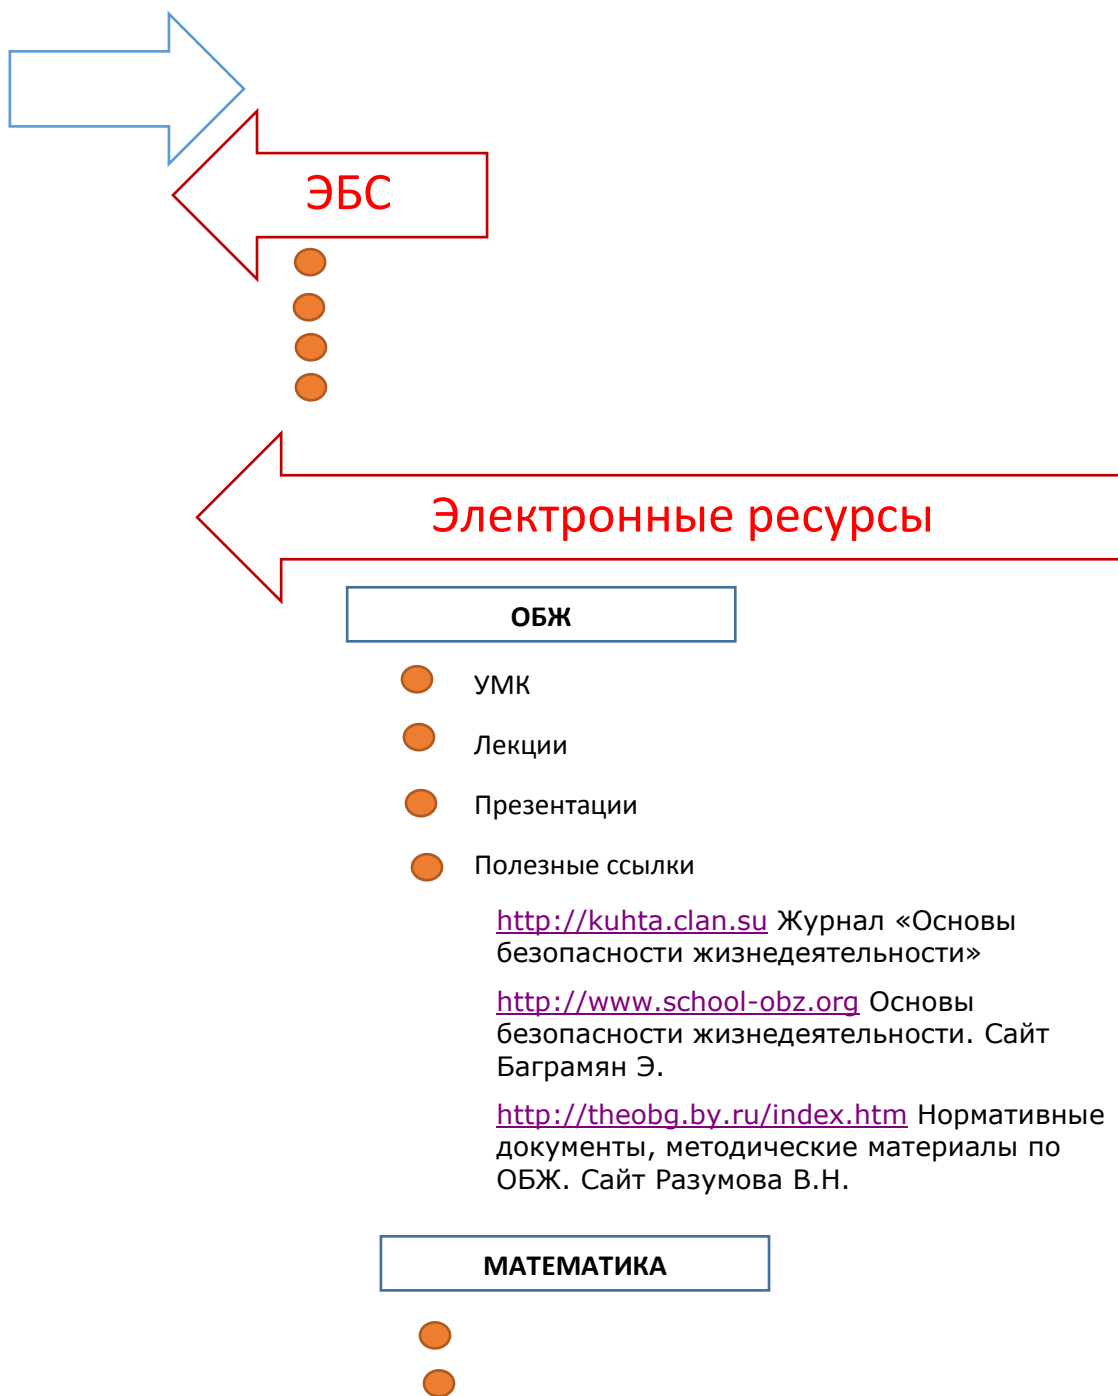 ЭБС
Электронные ресурсы
ОБЖ
УМК
Лекции
Презентации
Полезные ссылки
http://kuhta.clan.su Журнал «Основы
безопасности жизнедеятельности»
http://www.school-obz.org Основы
безопасности жизнедеятельности. Сайт
Баграмян Э.
http://theobg.by.ru/index.htm Нормативные
документы, методические материалы по
ОБЖ. Сайт Разумова В.Н.
МАТЕМАТИКА